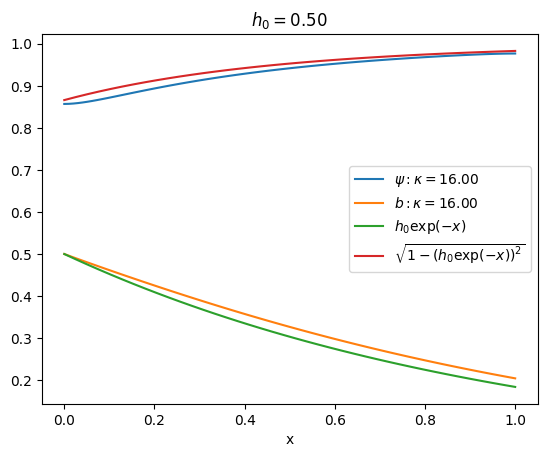 h₀ = 0.50
1.0
0.9
0.8
0.7
0.6
0.5
0.4
0.3
0.2
ψ : κ = 16.00
b : κ = 16.00
h₀exp(−x)
√1 − (h₀exp(−x))²
0.0 0.2 0.4 0.6 0.8 1.0
x